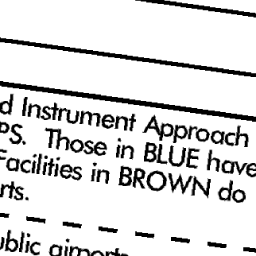 d Instrument Approach
PS. Those in BLUE have
Facilities in BROWN do
rts.
ublic airports